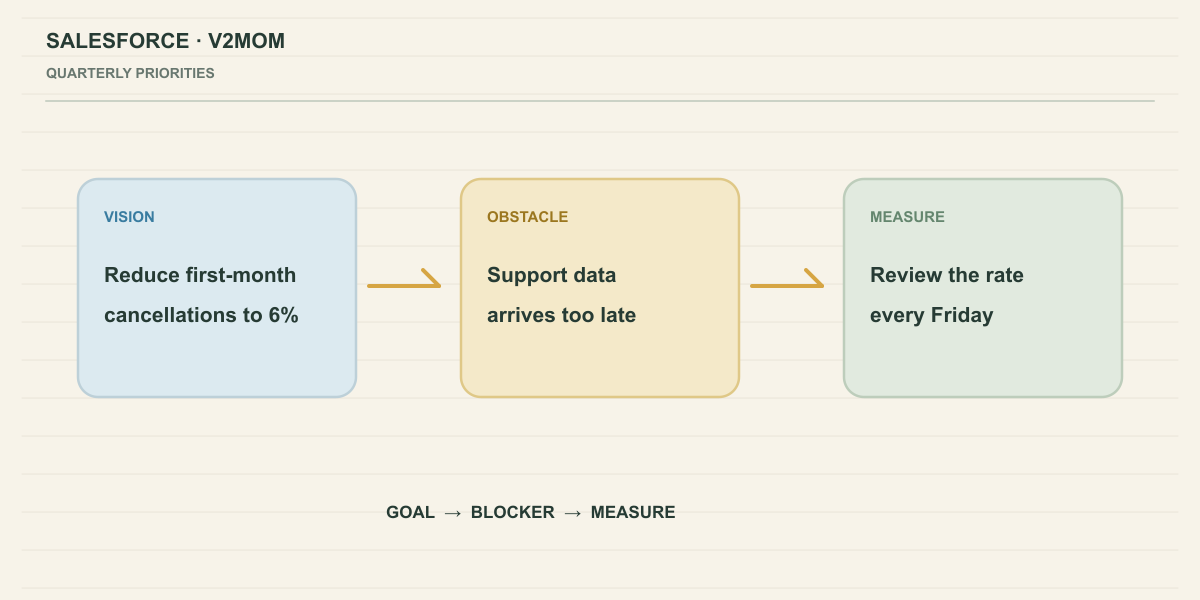 SALESFORCE · V2MOM
QUARTERLY PRIORITIES
VISION
Reduce first-month
cancellations to 6%
OBSTACLE
Support data
arrives too late
MEASURE
Review the rate
every Friday
GOAL → BLOCKER → MEASURE